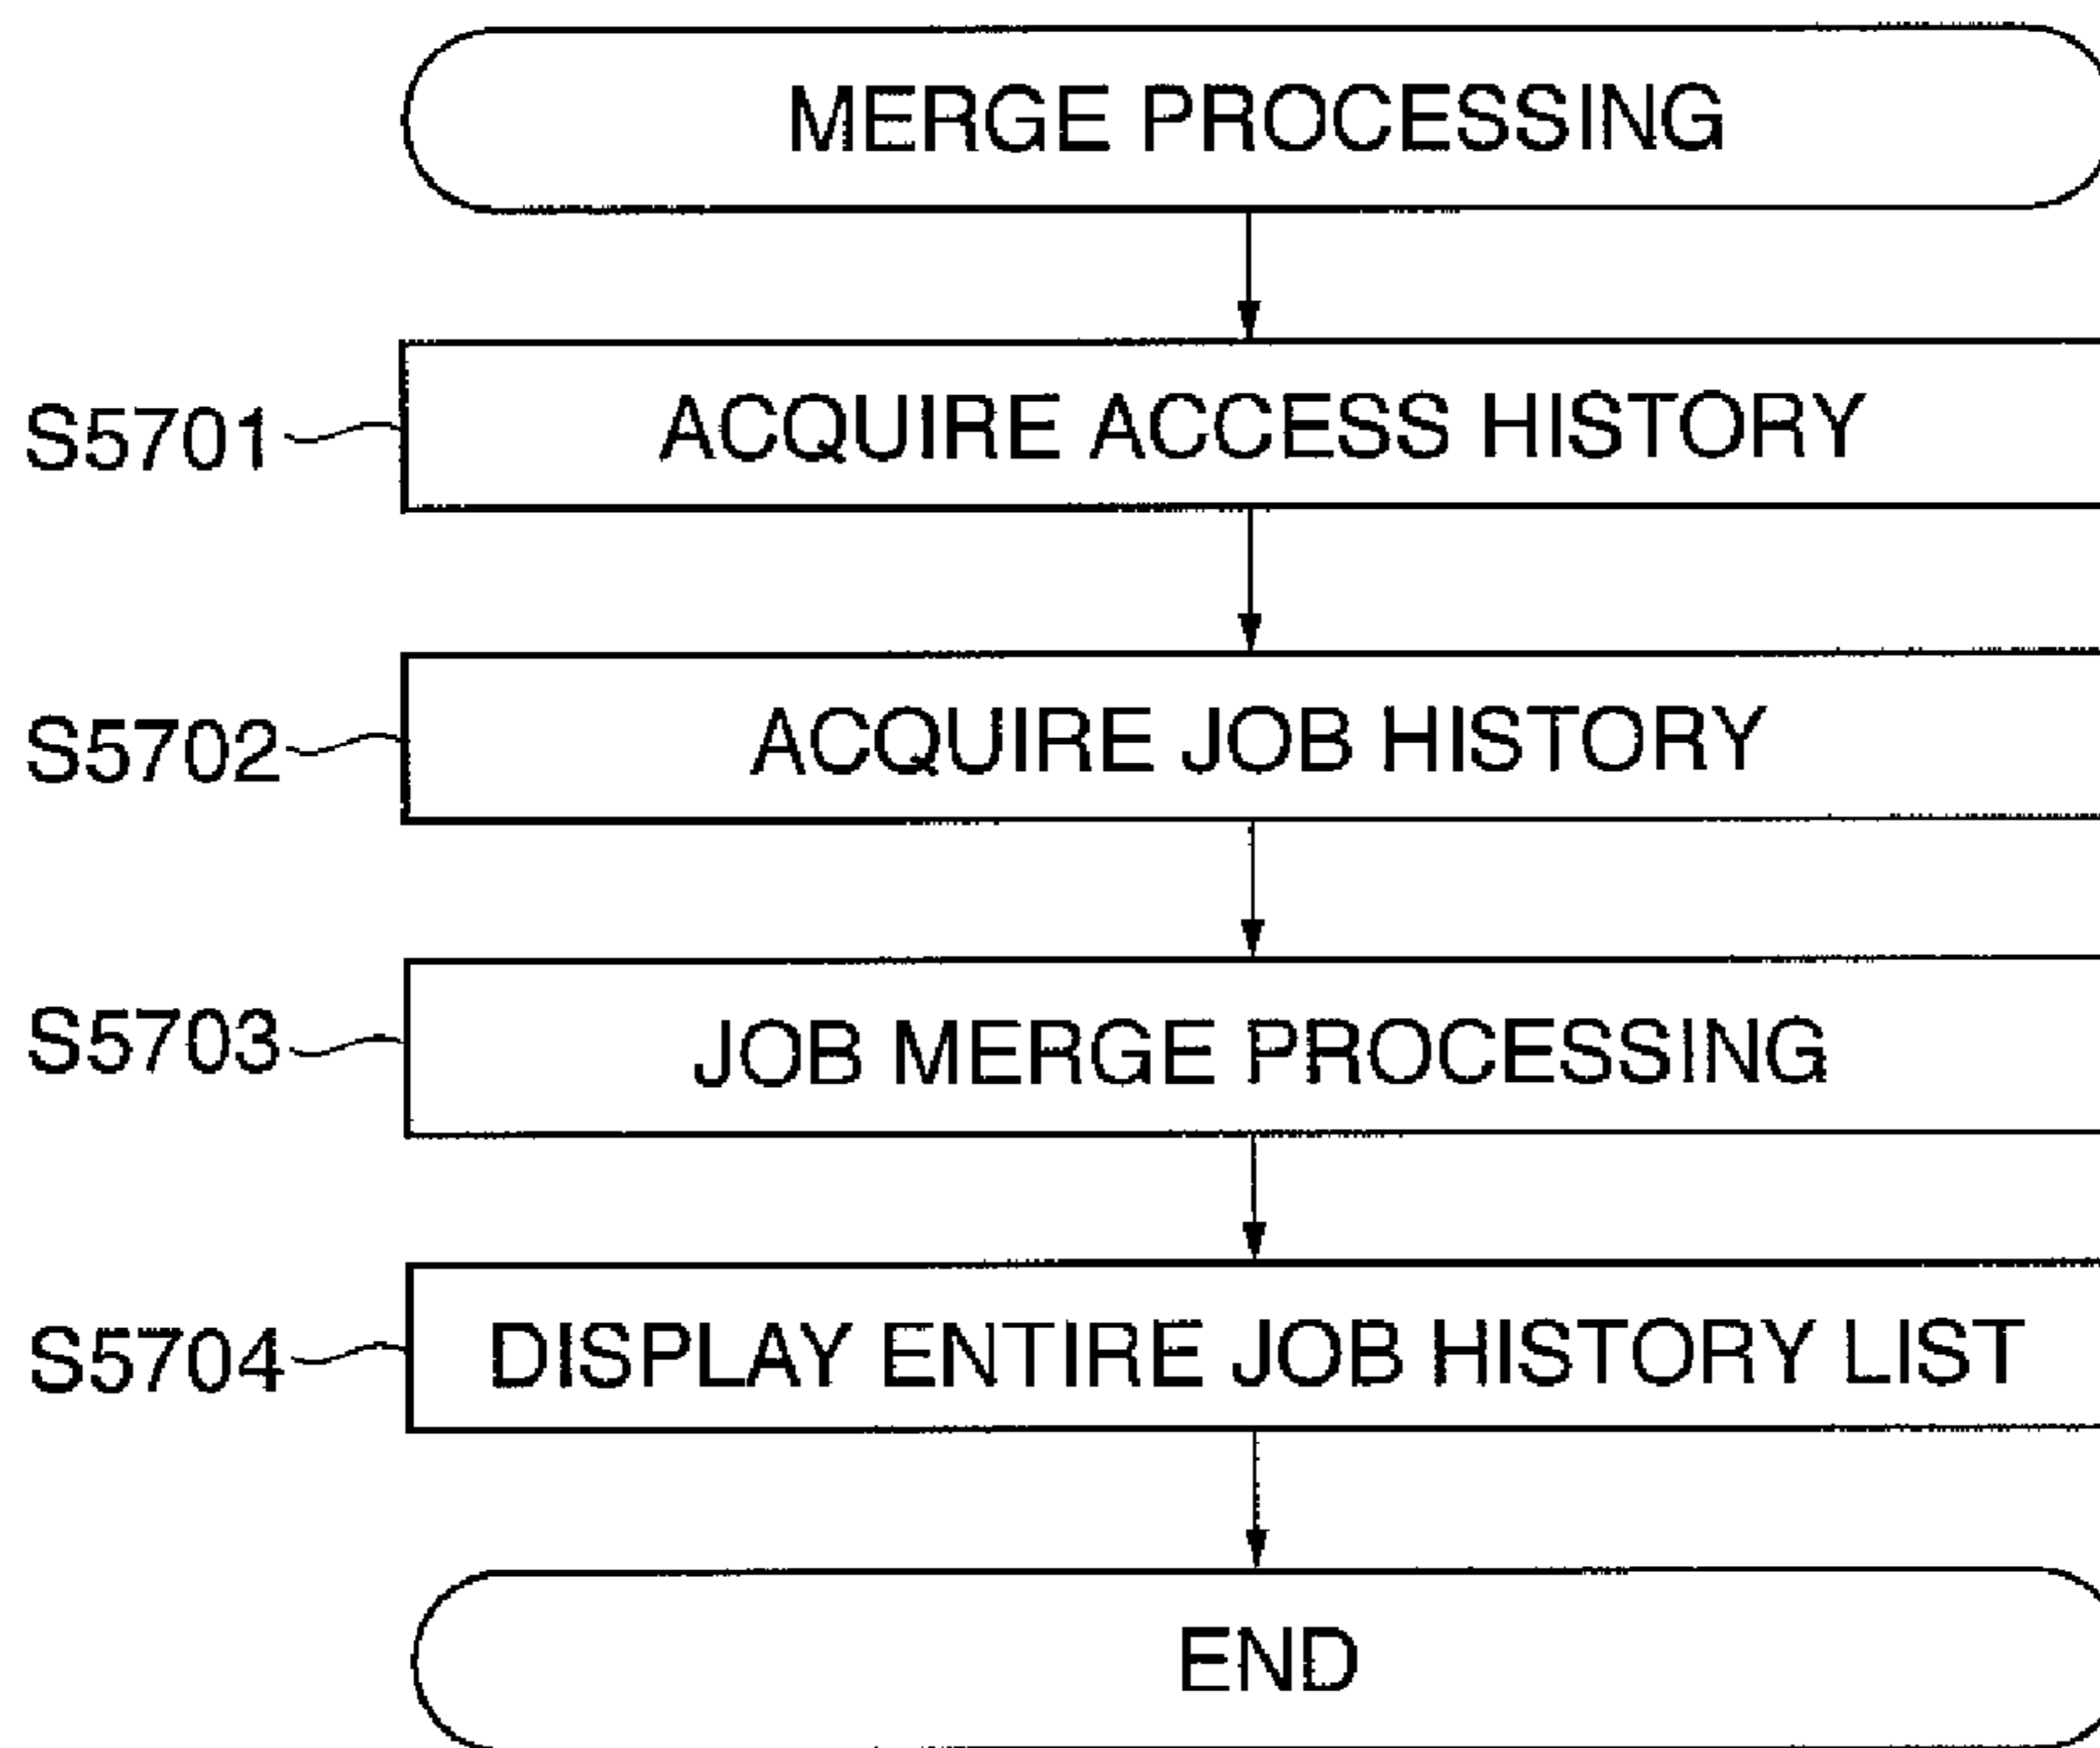 MERGE PROCESSING
S5701 ACQUIRE ACCESS HISTORY
S5702 ACQUIRE JOB HISTORY
S5703 JOB MERGE PROCESSING
S5704 DISPLAY ENTIRE JOB HISTORY LIST
END